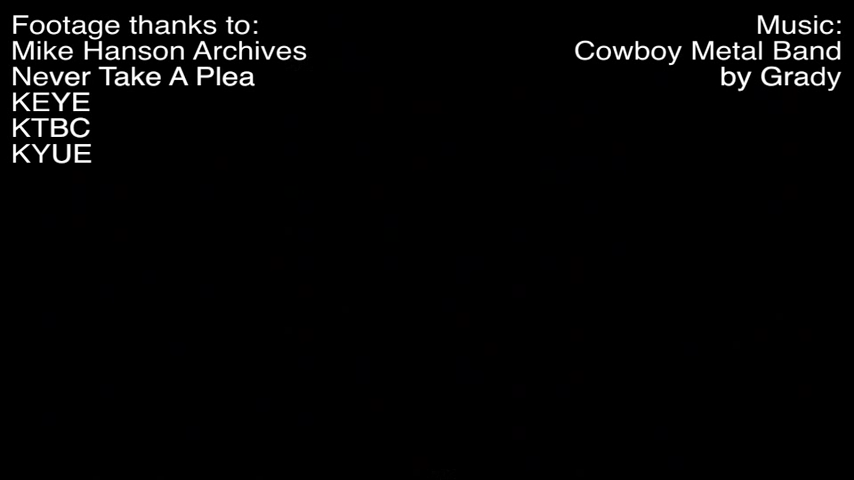 Footage thanks to:
Mike Hanson Archives
Never Take A Plea
KEYE
KTBC
KYUE
Music:
Cowboy Metal Band
by Grady